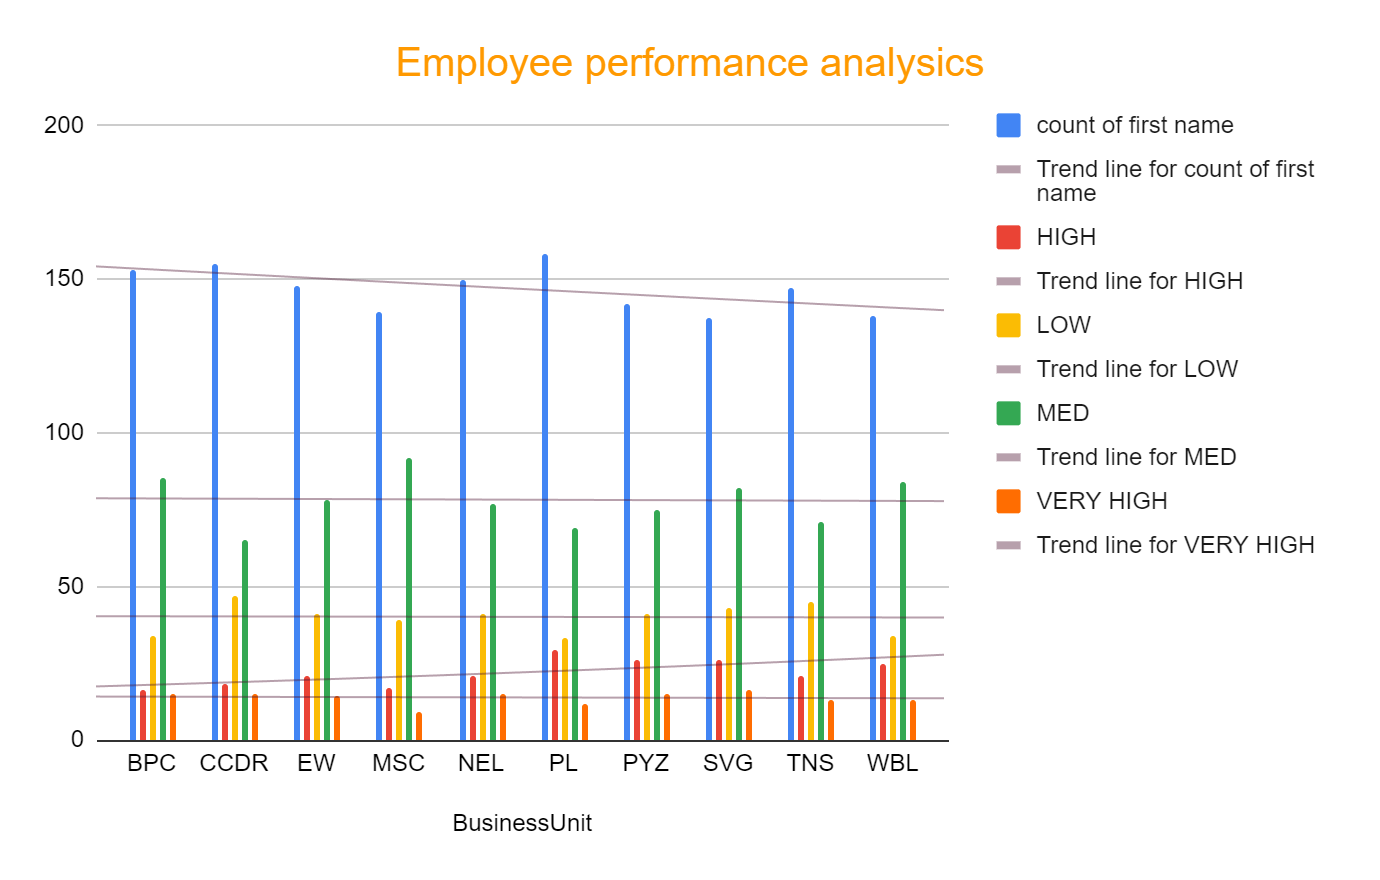 Employee performance analysics
200
150
100
50
0
BPC CCDR EW MSC NEL PL PYZ SVG TNS WBL
BusinessUnit
count of first name
Trend line for count of first
name
HIGH
Trend line for HIGH
LOW
Trend line for LOW
MED
Trend line for MED
VERY HIGH
Trend line for VERY HIGH